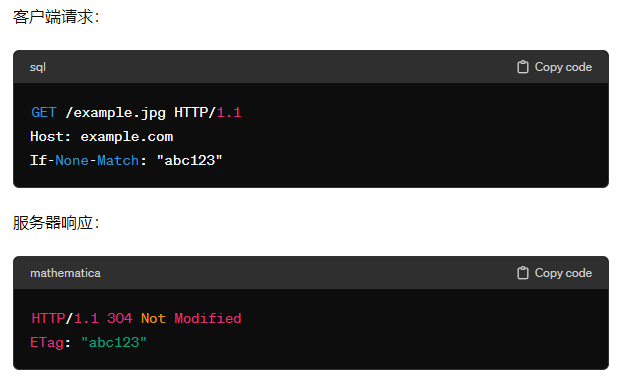 客户端请求：
sql
Copy code
GET /example.jpg HTTP/1.1
Host: example.com
If-None-Match: "abc123"
服务器响应：
mathematica
Copy code
HTTP/1.1 304 Not Modified
ETag: "abc123"